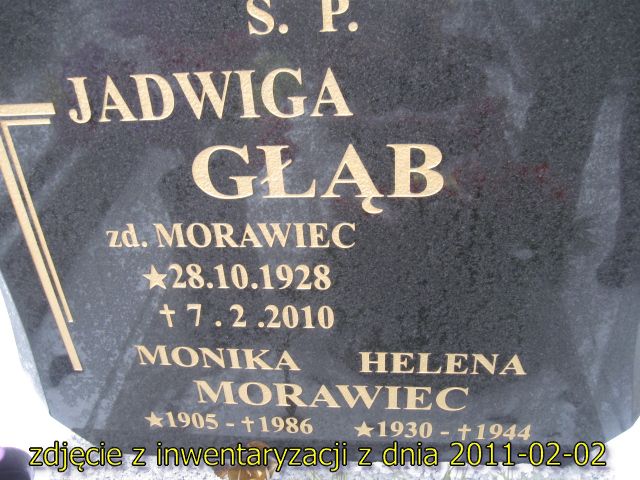 S. P.
JADWIGA
GŁĄB
zd. MORAWIEC
★28.10.1928
✝7.2.2010
MONIKA HELENA
MORAWIEC
★1905-✝1986 ★1930-✝1944
zdjęcie z inwentaryzacji z dnia 2011-02-02